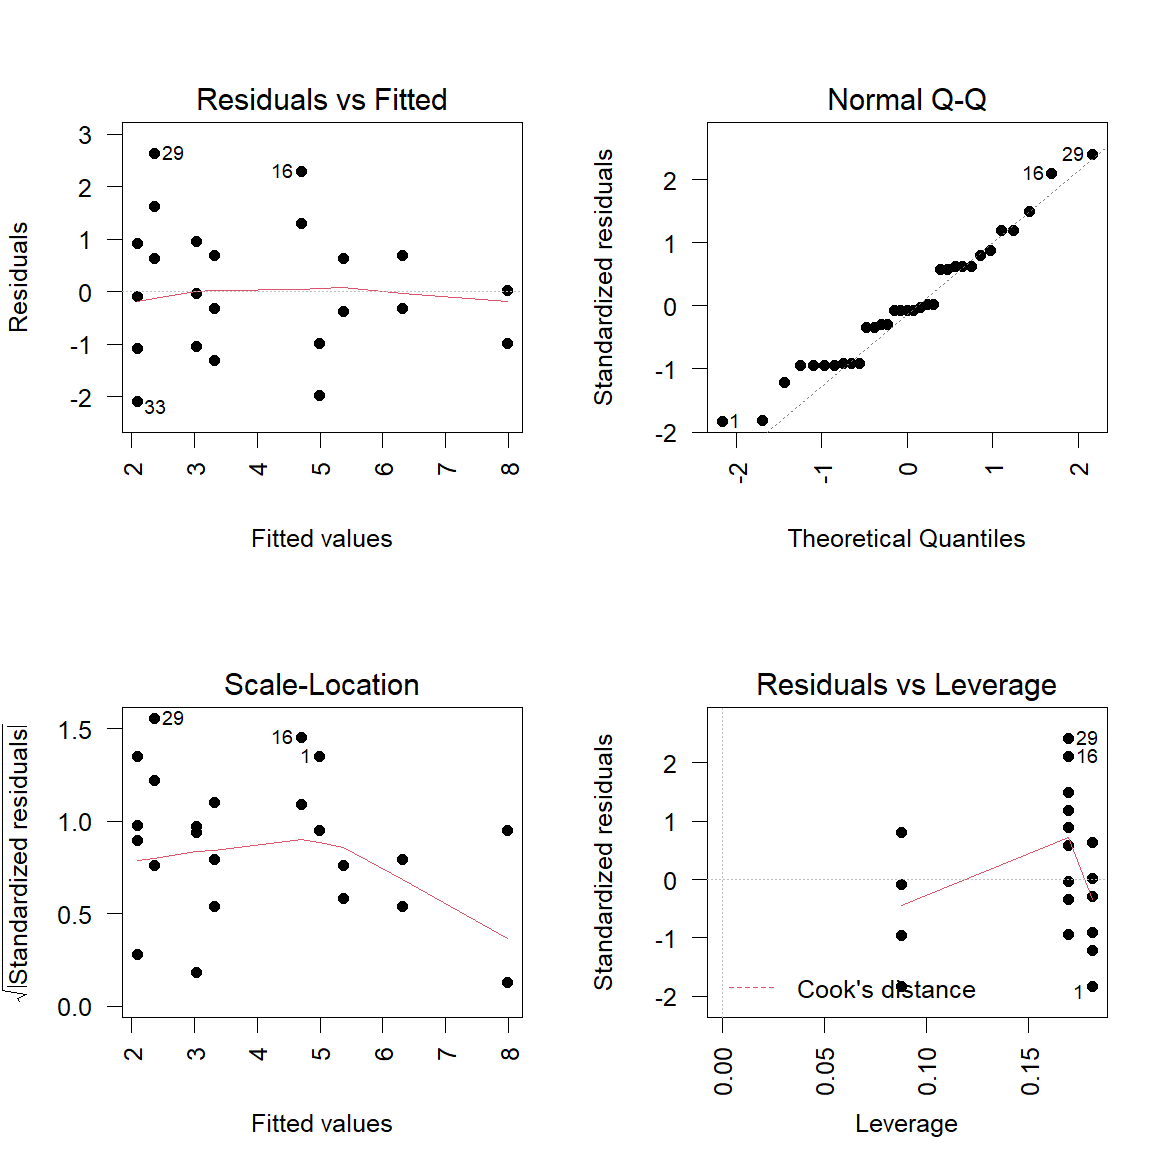 Residuals vs Fitted
Residuals
3
2
1
0
-1
-2
29
16
33
2 3 4 5 6 7 8
Fitted values
Normal Q-Q
Standardized residuals
2
1
0
-1
-2
29
16
1
-2 -1 0 1 2
Theoretical Quantiles
Scale-Location
√|Standardized residuals|
1.5
1.0
0.5
0.0
29
16
1
2 3 4 5 6 7 8
Fitted values
Residuals vs Leverage
Standardized residuals
2
1
0
-1
-2
29
16
1
Cook's distance
0.00 0.05 0.10 0.15
Leverage